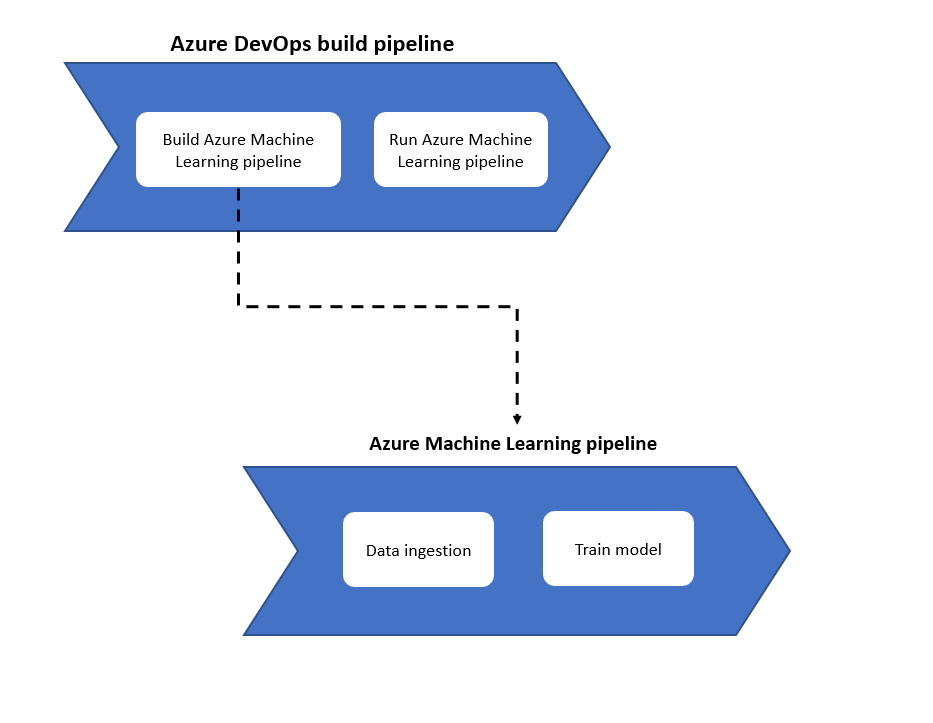 Azure DevOps build pipeline
Build Azure Machine
Learning pipeline
Run Azure Machine
Learning pipeline
Azure Machine Learning pipeline
Data ingestion
Train model